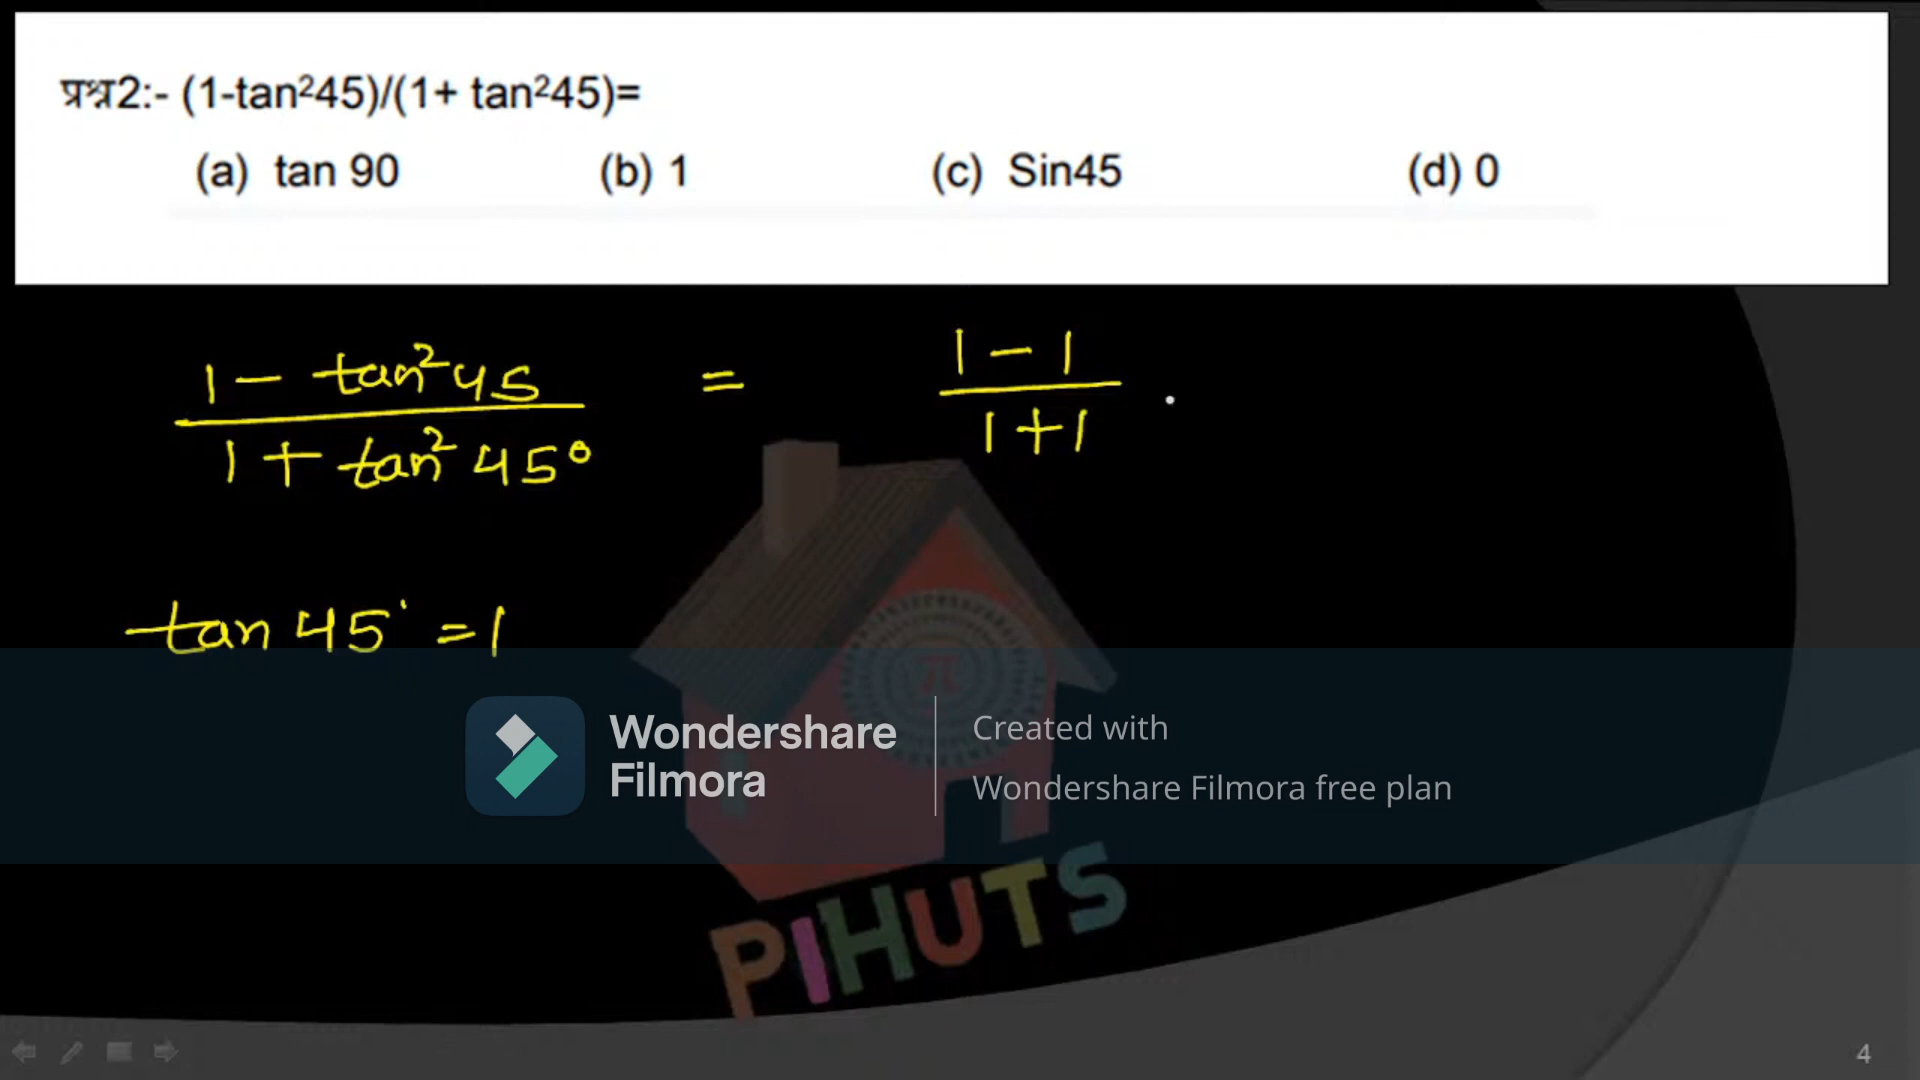 प्रश्न2:- (1-tan²45)/(1+ tan²45)=
(a) tan 90 (b) 1 (c) Sin45 (d) 0
1 - tan²45 = 1 - 1
1 + tan² 45° 1 + 1
tan 45° = 1
Wondershare Filmora
Created with
Wondershare Filmora free plan
π
PIHUTS
4